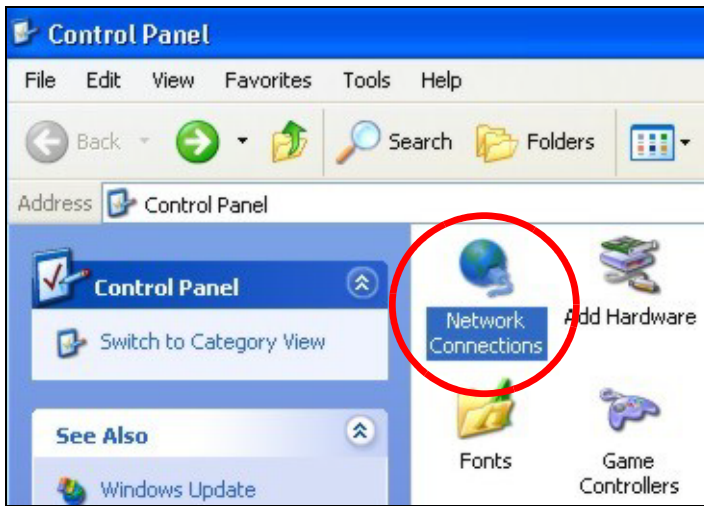 Control Panel
File Edit View Favorites Tools Help
Back Search Folders
Address Control Panel
Control Panel
Switch to Category View
See Also
Windows Update
Network
Connections
Add Hardware
Fonts
Game
Controllers